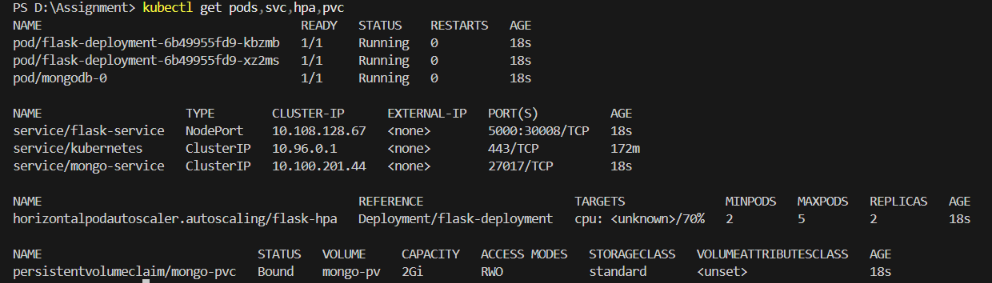 PS D:\Assignment> kubectl get pods,svc,hpa,pvc
NAME READY STATUS RESTARTS AGE
pod/flask-deployment-6b49955fd9-kbzmb 1/1 Running 0 18s
pod/flask-deployment-6b49955fd9-xz2ms 1/1 Running 0 18s
pod/mongodb-0 1/1 Running 0 18s
NAME TYPE CLUSTER-IP EXTERNAL-IP PORT(S) AGE
service/flask-service NodePort 10.108.128.67 <none> 5000:30008/TCP 18s
service/kubernetes ClusterIP 10.96.0.1 <none> 443/TCP 172m
service/mongo-service ClusterIP 10.100.201.44 <none> 27017/TCP 18s
NAME REFERENCE TARGETS MINPODS MAXPODS REPLICAS AGE
horizontalpodautoscaler.autoscaling/flask-hpa Deployment/flask-deployment cpu: <unknown>/70% 2 5 2 18s
NAME STATUS VOLUME CAPACITY ACCESS MODES STORAGECLASS VOLUMEATTRIBUTESCLASS AGE
persistentvolumeclaim/mongo-pvc Bound mongo-pv 2Gi RWO standard <unset> 18s